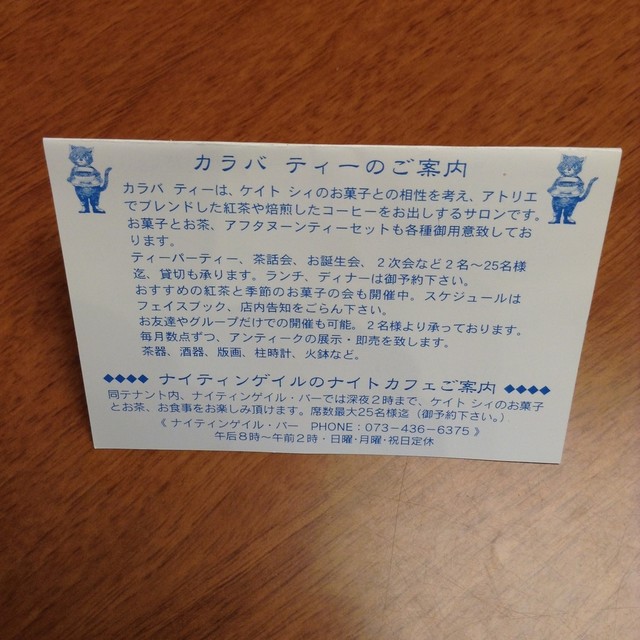 カラバ ティーのご案内
カラバ ティーは、ケイト シィのお菓子との相性を考え、アトリエ
でブレンドした紅茶や焙煎したコーヒーをお出しするサロンです。
お菓子とお茶、アフタヌーンティーセットも各種御用意致してお
ります。
ティーパーティー、茶話会、お誕生会、２次会など２名〜25名様
迄、貸切も承ります。ランチ、ディナーは御予約下さい。
おすすめの紅茶と季節のお菓子の会も開催中。スケジュールは
フェイスブック、店内告知をごらん下さい。
お友達やグループだけでの開催も可能。２名様より承っております。
毎月数点ずつ、アンティークの展示・即売を致します。
茶器、酒器、版画、柱時計、火鉢など。
◆◆◆◆ ナイティンゲイルのナイトカフェご案内 ◆◆◆◆
同テナント内、ナイティンゲイル・バーでは深夜２時まで、ケイト シィのお菓子
とお茶、お食事をお楽しみ頂けます。席数最大25名様迄（御予約下さい。）
《 ナイティンゲイル・バー　PHONE：073-436-6375 》
午后８時〜午前２時・日曜・月曜・祝日定休